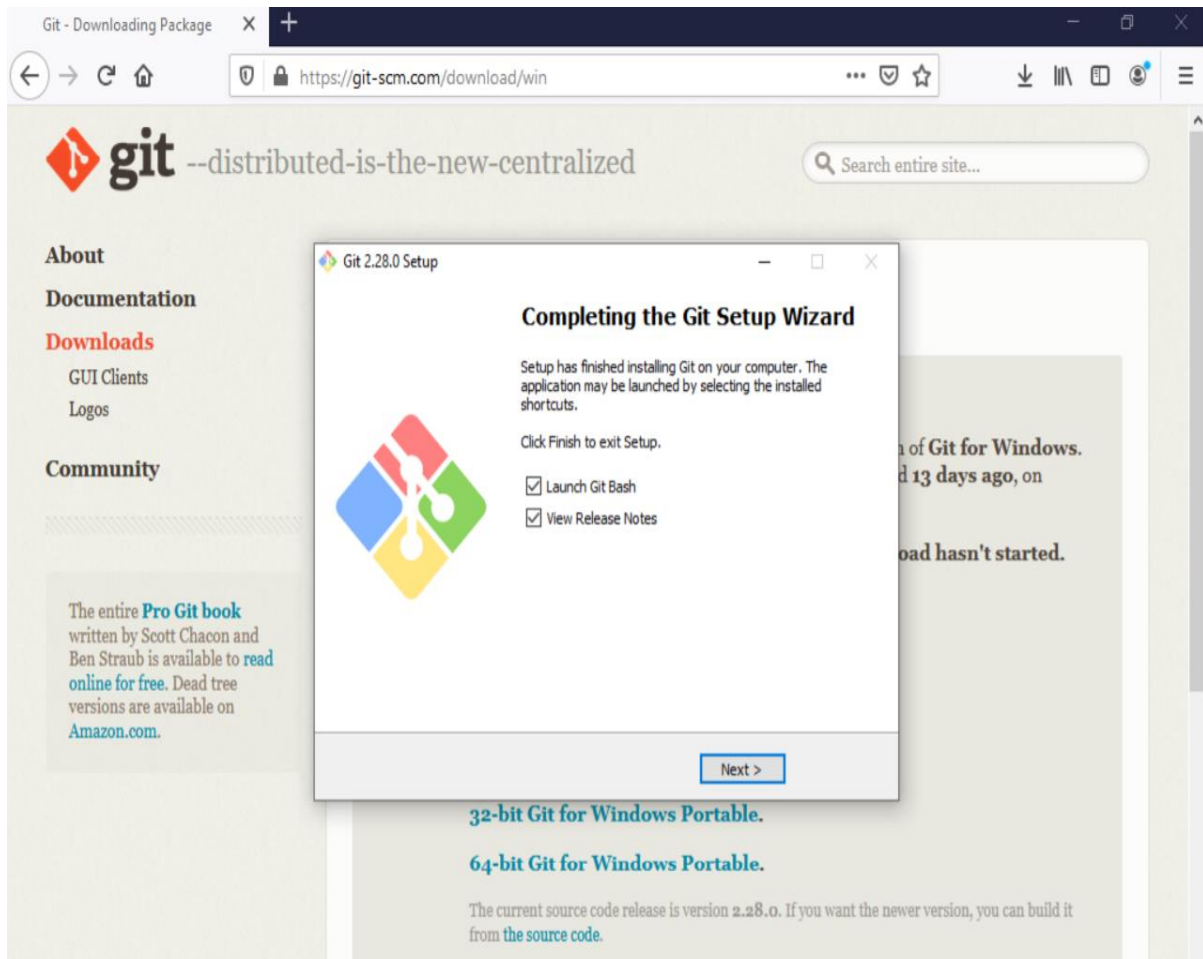 Git - Downloading Package
https://git-scm.com/download/win
git --distributed-is-the-new-centralized
Search entire site...
About
Documentation
Downloads
GUI Clients
Logos
Community
The entire Pro Git book
written by Scott Chacon and
Ben Straub is available to read
online for free. Dead tree
versions are available on
Amazon.com.
Git 2.28.0 Setup
Completing the Git Setup Wizard
Setup has finished installing Git on your computer. The
application may be launched by selecting the installed
shortcuts.
Click Finish to exit Setup.
Launch Git Bash
View Release Notes
Next >
of Git for Windows.
13 days ago, on
hasn't started.
32-bit Git for Windows Portable.
64-bit Git for Windows Portable.
The current source code release is version 2.28.0. If you want the newer version, you can build it
from the source code.